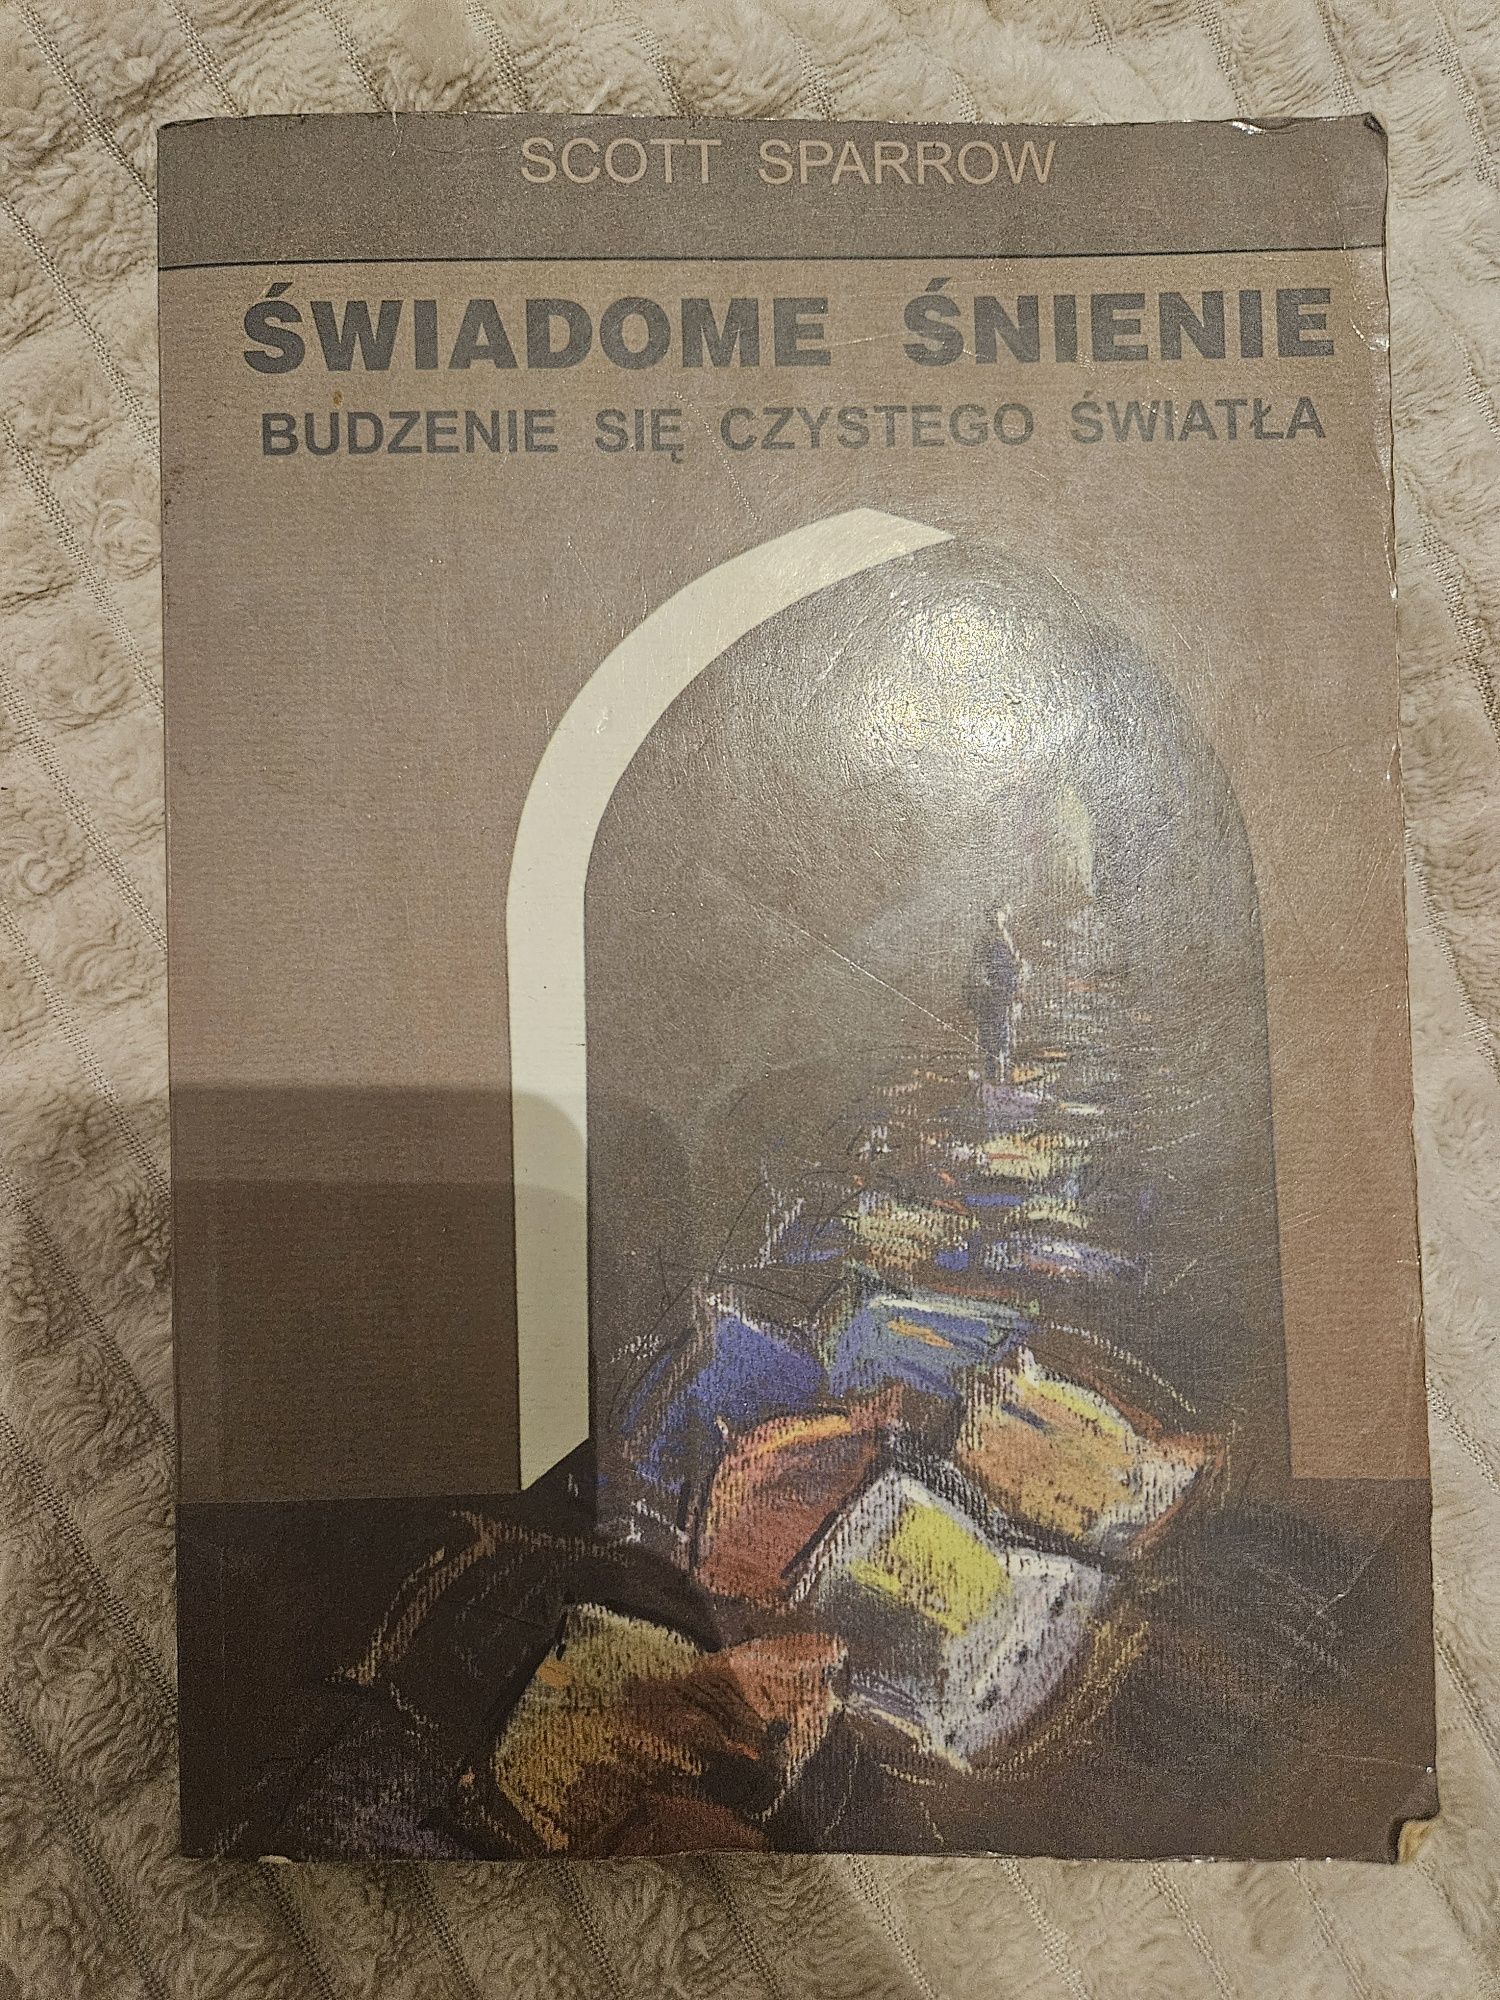 SCOTT SPARROW
ŚWIADOME ŚNIENIE
BUDZENIE SIĘ CZYSTEGO ŚWIATŁA